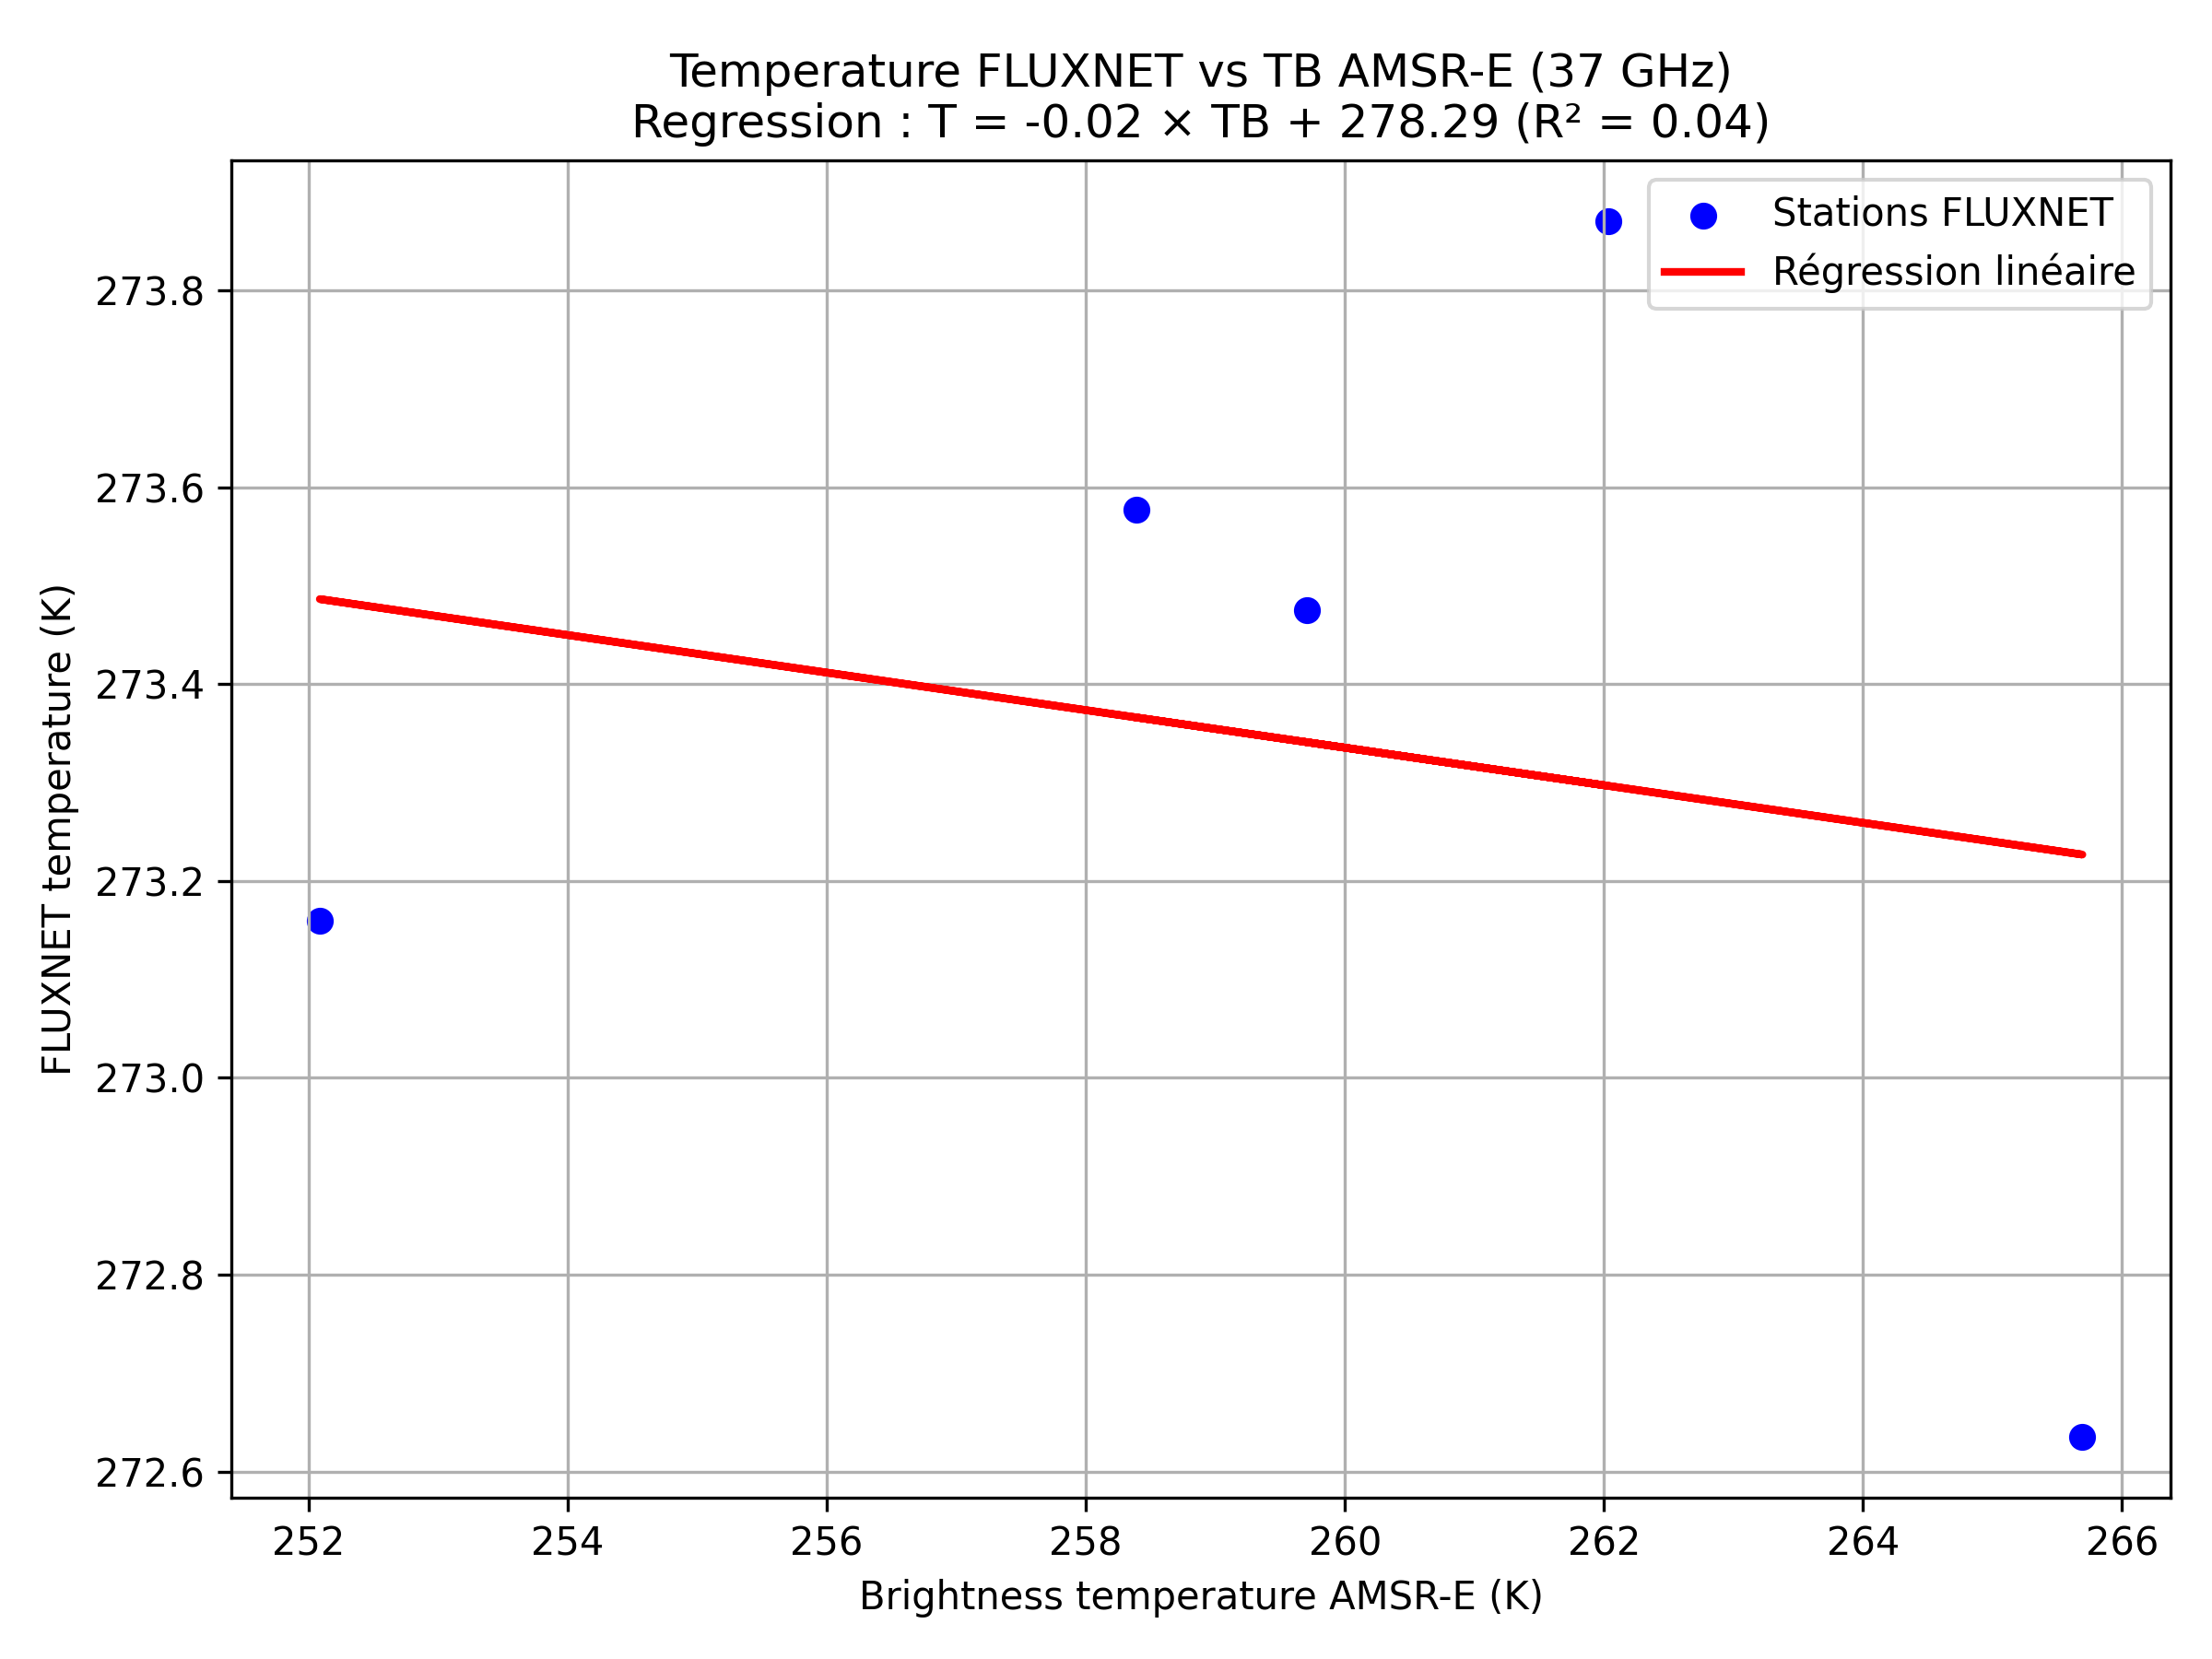 Temperature FLUXNET vs TB AMSR-E (37 GHz)
Regression : T = -0.02 × TB + 278.29 (R² = 0.04)
Stations FLUXNET
Régression linéaire
273.8
273.6
273.4
273.2
273.0
272.8
272.6
FLUXNET temperature (K)
252 254 256 258 260 262 264 266
Brightness temperature AMSR-E (K)